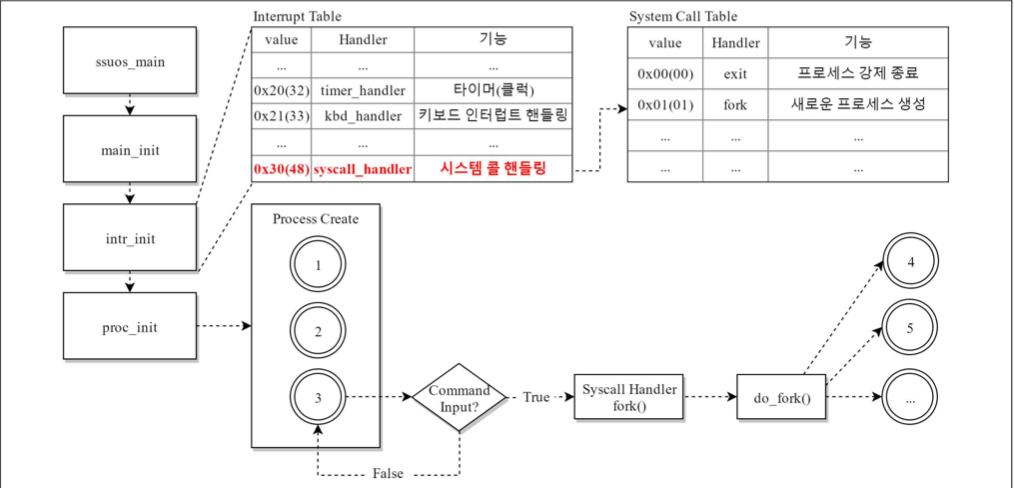 Interrupt Table
value Handler 기능
... ... ...
0x20(32) timer_handler 타이머(클럭)
0x21(33) kbd_handler 키보드 인터럽트 핸들링
... ... ...
0x30(48) syscall_handler 시스템 콜 핸들링
System Call Table
value Handler 기능
0x00(00) exit 프로세스 강제 종료
0x01(01) fork 새로운 프로세스 생성
... ... ...
... ... ...
ssuos_main
main_init
intr_init
proc_init
Process Create
1
2
3
Command
Input?
True
False
Syscall Handler
fork()
do_fork()
4
5
...